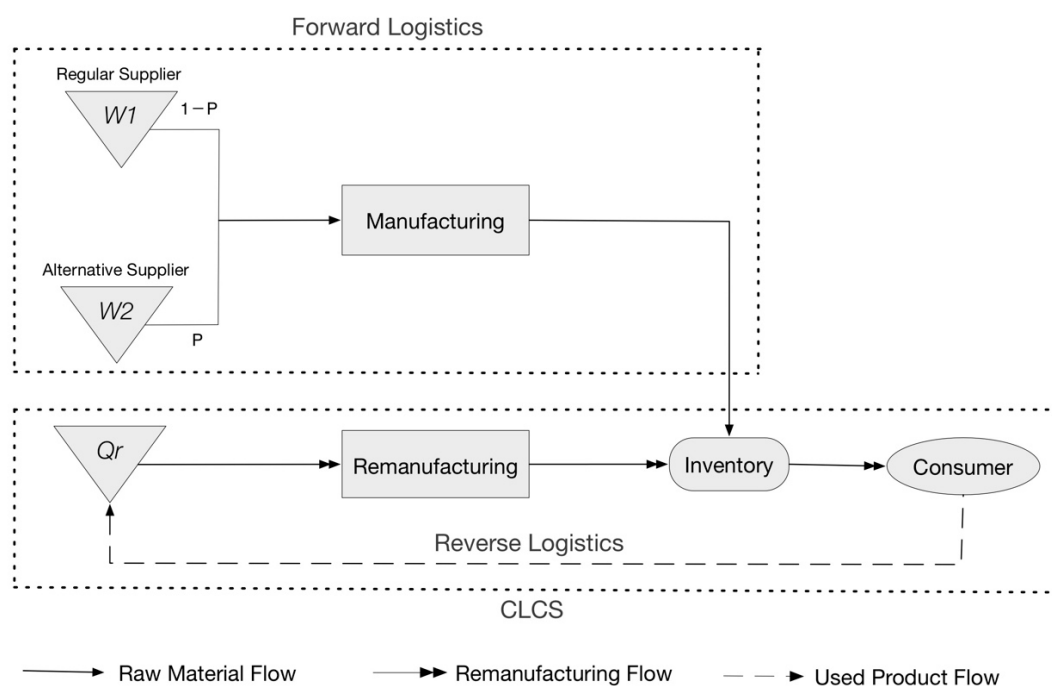 Forward Logistics
Regular Supplier
W1
1−P
Manufacturing
Alternative Supplier
W2
P
Qr
Remanufacturing
Inventory
Consumer
Reverse Logistics
CLCS
Raw Material Flow
Remanufacturing Flow
Used Product Flow